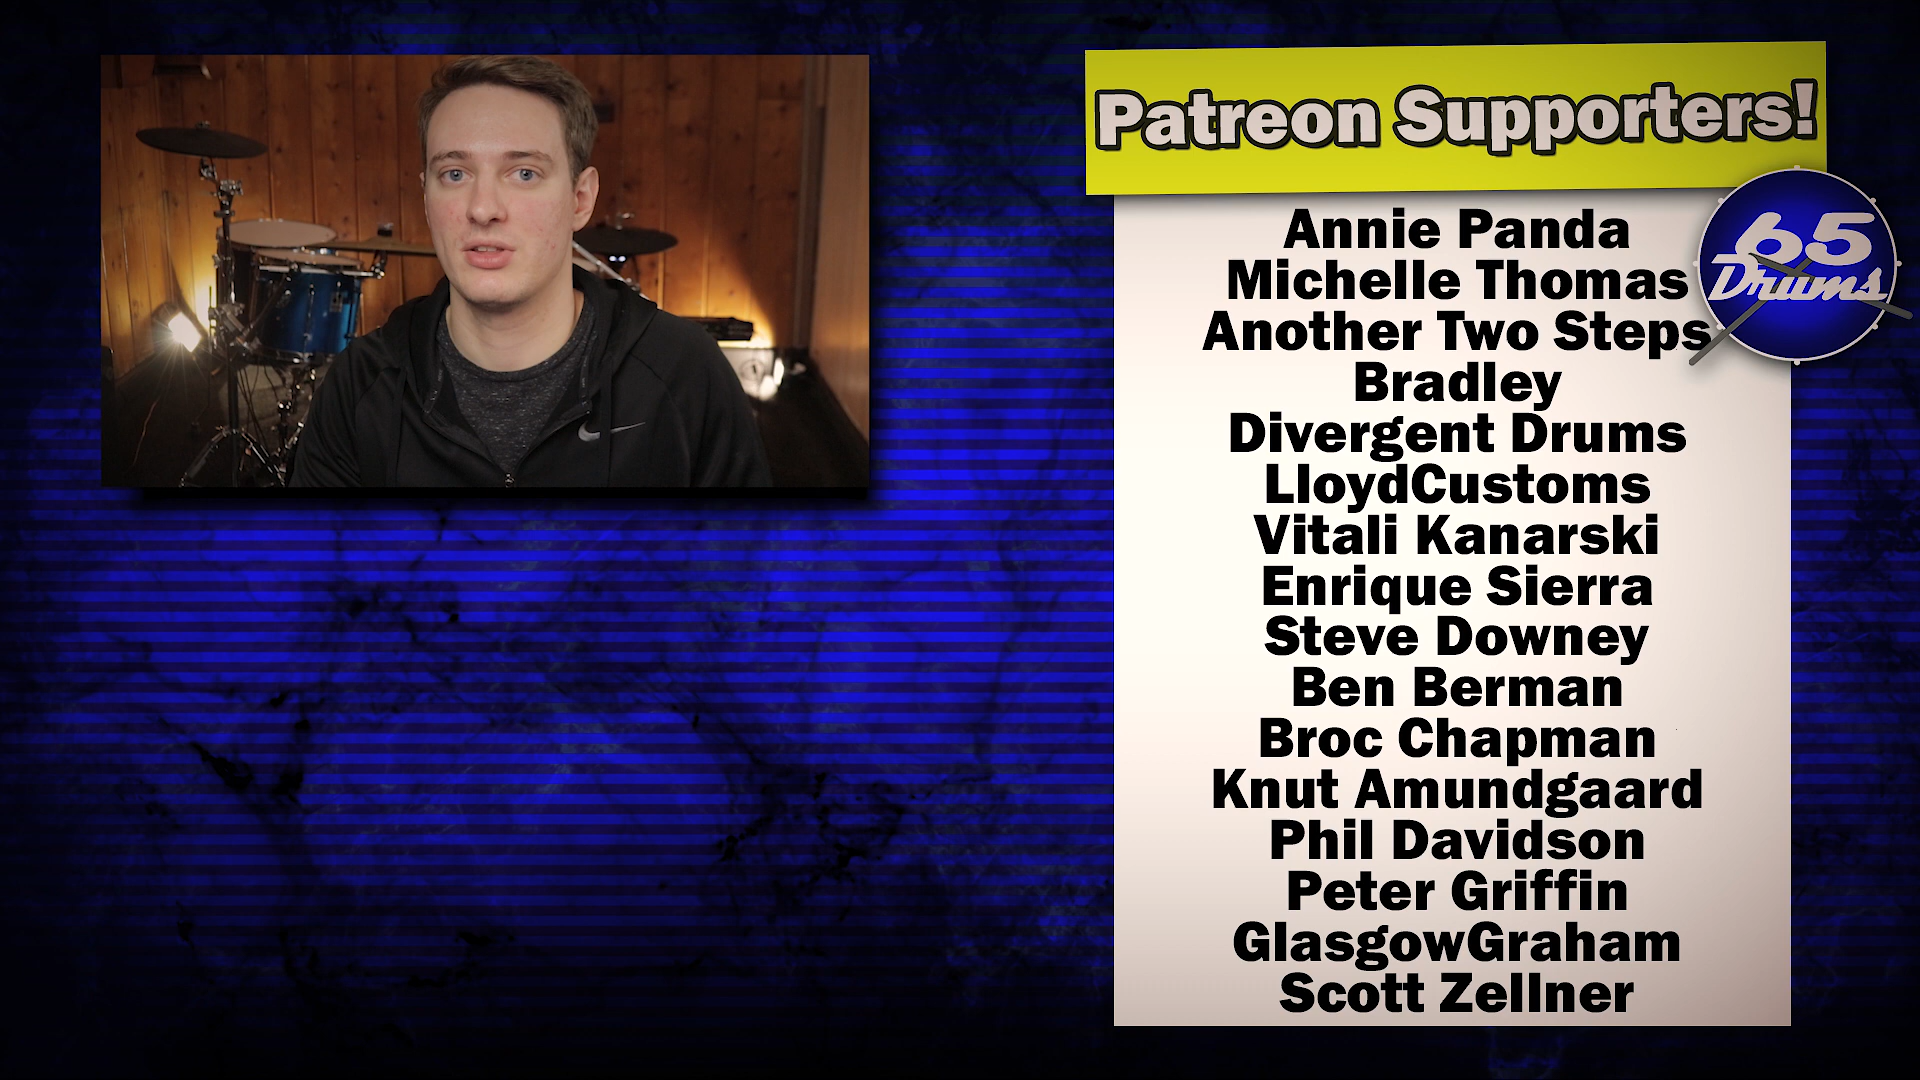 Patreon Supporters!
65
Drums
Annie Panda
Michelle Thomas
Another Two Steps
Bradley
Divergent Drums
LloydCustoms
Vitali Kanarski
Enrique Sierra
Steve Downey
Ben Berman
Broc Chapman
Knut Amundgaard
Phil Davidson
Peter Griffin
GlasgowGraham
Scott Zellner